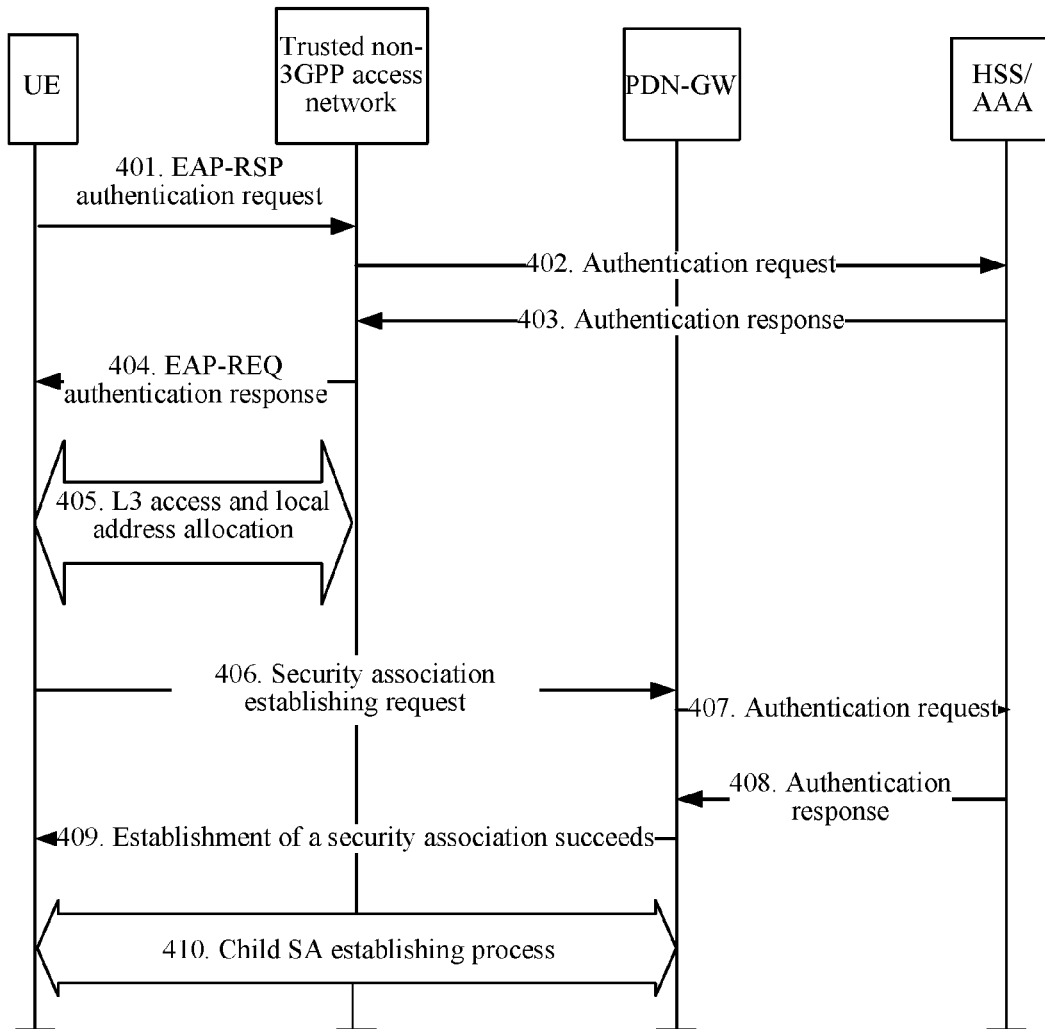 UE
Trusted non-
3GPP access
network
PDN-GW
HSS/
AAA
401. EAP-RSP
authentication request
402. Authentication request
403. Authentication response
404. EAP-REQ
authentication response
405. L3 access and local
address allocation
406. Security association
establishing request
407. Authentication request
408. Authentication
response
409. Establishment of a security association succeeds
410. Child SA establishing process